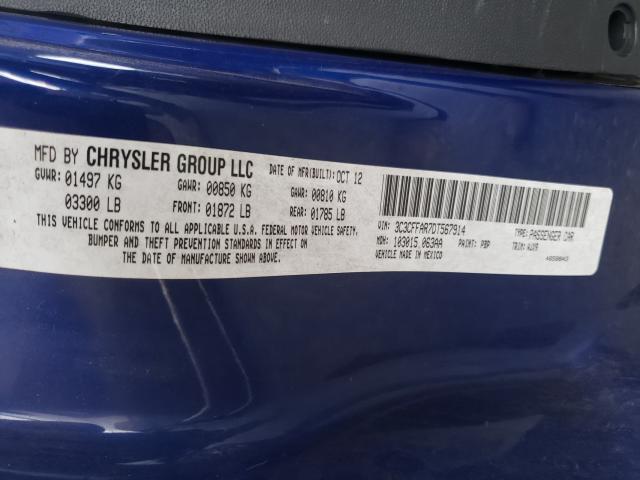 MFD BY CHRYSLER GROUP LLC DATE OF MFR(BUILT): OCT 12
GVWR: 01497 KG GAWR: 00850 KG GAWR: 00810 KG
03300 LB FRONT: 01872 LB REAR: 01785 LB
THIS VEHICLE CONFORMS TO ALL APPLICABLE U.S.A. FEDERAL MOTOR VEHICLE SAFETY,
BUMPER AND THEFT PREVENTION STANDARDS IN EFFECT ON
THE DATE OF MANUFACTURE SHOWN ABOVE.
VIN: 3C3CFFAR7DT567914 TYPE: PASSENGER CAR
MDH: 103015 063AA PAINT: PBP TRIM:
VEHICLE MADE IN MEXICO